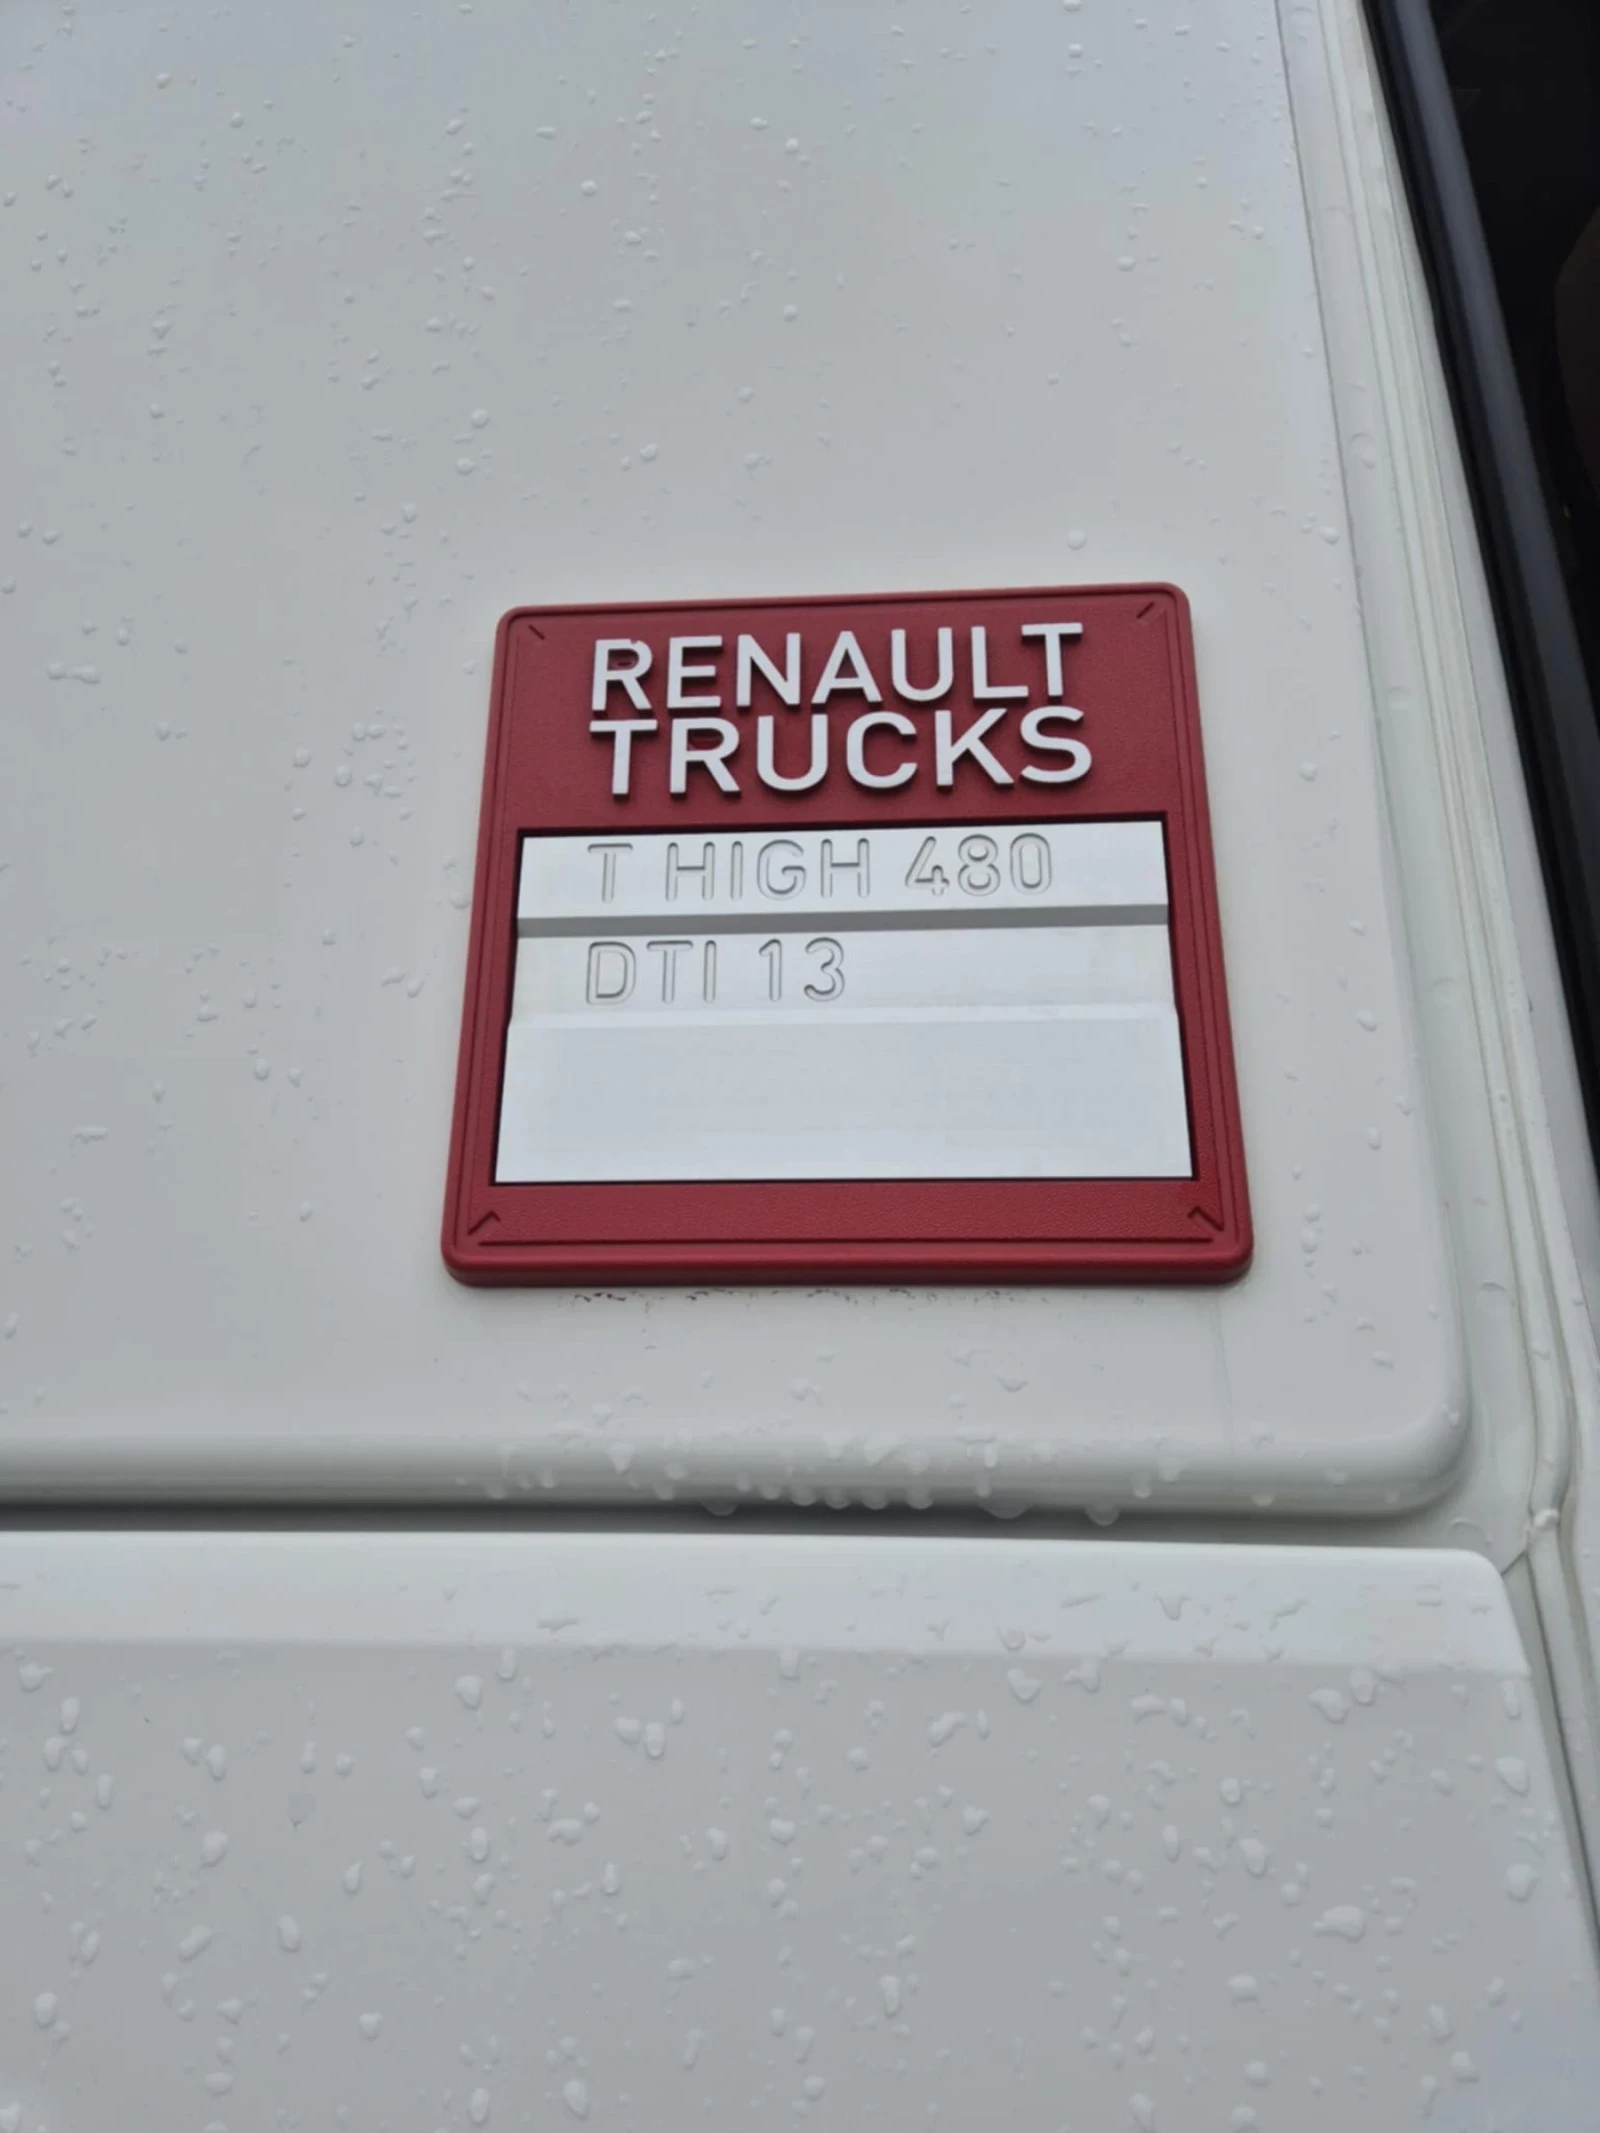 RENAULT
TRUCKS
T HIGH 480
DTI 13